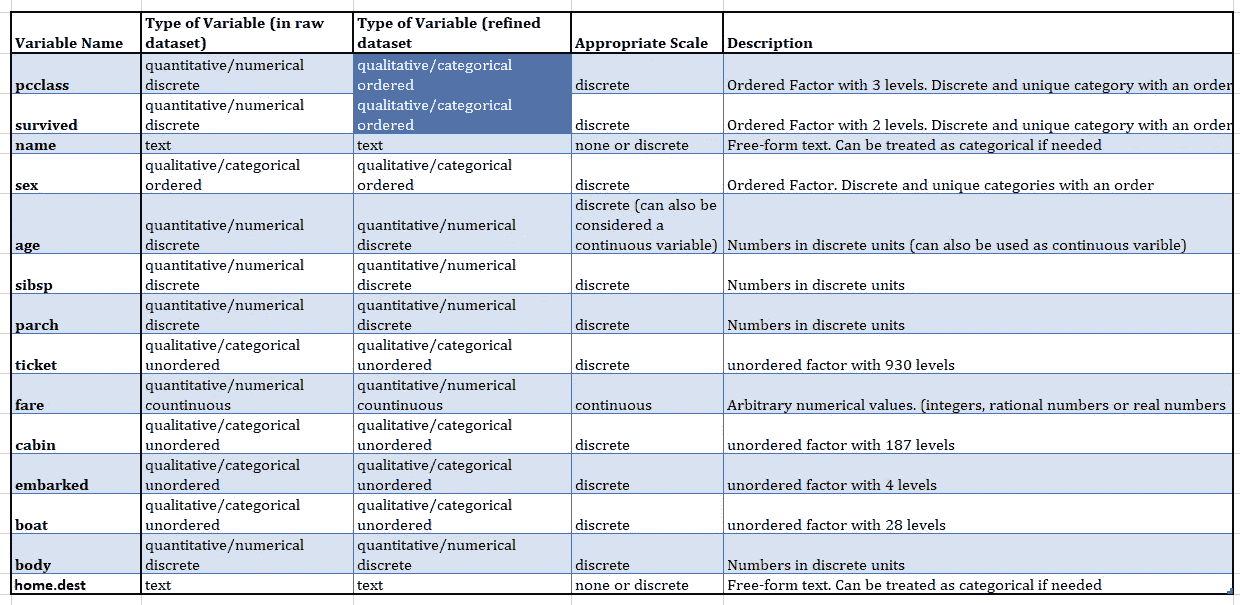 Variable Name
Type of Variable (in raw
dataset)
Type of Variable (refined
dataset
Appropriate Scale
Description
pcclass
quantitative/numerical
discrete
qualitative/categorical
ordered
discrete
Ordered Factor with 3 levels. Discrete and unique category with an order
survived
quantitative/numerical
discrete
qualitative/categorical
ordered
discrete
Ordered Factor with 2 levels. Discrete and unique category with an order
name
text
text
none or discrete
Free-form text. Can be treated as categorical if needed
sex
qualitative/categorical
ordered
qualitative/categorical
ordered
discrete
Ordered Factor. Discrete and unique categories with an order
age
quantitative/numerical
discrete
quantitative/numerical
discrete
discrete (can also be
considered a
continuous variable)
Numbers in discrete units (can also be used as continuous varible)
sibsp
quantitative/numerical
discrete
quantitative/numerical
discrete
discrete
Numbers in discrete units
parch
quantitative/numerical
discrete
quantitative/numerical
discrete
discrete
Numbers in discrete units
ticket
qualitative/categorical
unordered
qualitative/categorical
unordered
discrete
unordered factor with 930 levels
fare
quantitative/numerical
countinuous
quantitative/numerical
countinuous
continuous
Arbitrary numerical values. (integers, rational numbers or real numbers
cabin
qualitative/categorical
unordered
qualitative/categorical
unordered
discrete
unordered factor with 187 levels
embarked
qualitative/categorical
unordered
qualitative/categorical
unordered
discrete
unordered factor with 4 levels
boat
qualitative/categorical
unordered
qualitative/categorical
unordered
discrete
unordered factor with 28 levels
body
quantitative/numerical
discrete
quantitative/numerical
discrete
discrete
Numbers in discrete units
home.dest
text
text
none or discrete
Free-form text. Can be treated as categorical if needed